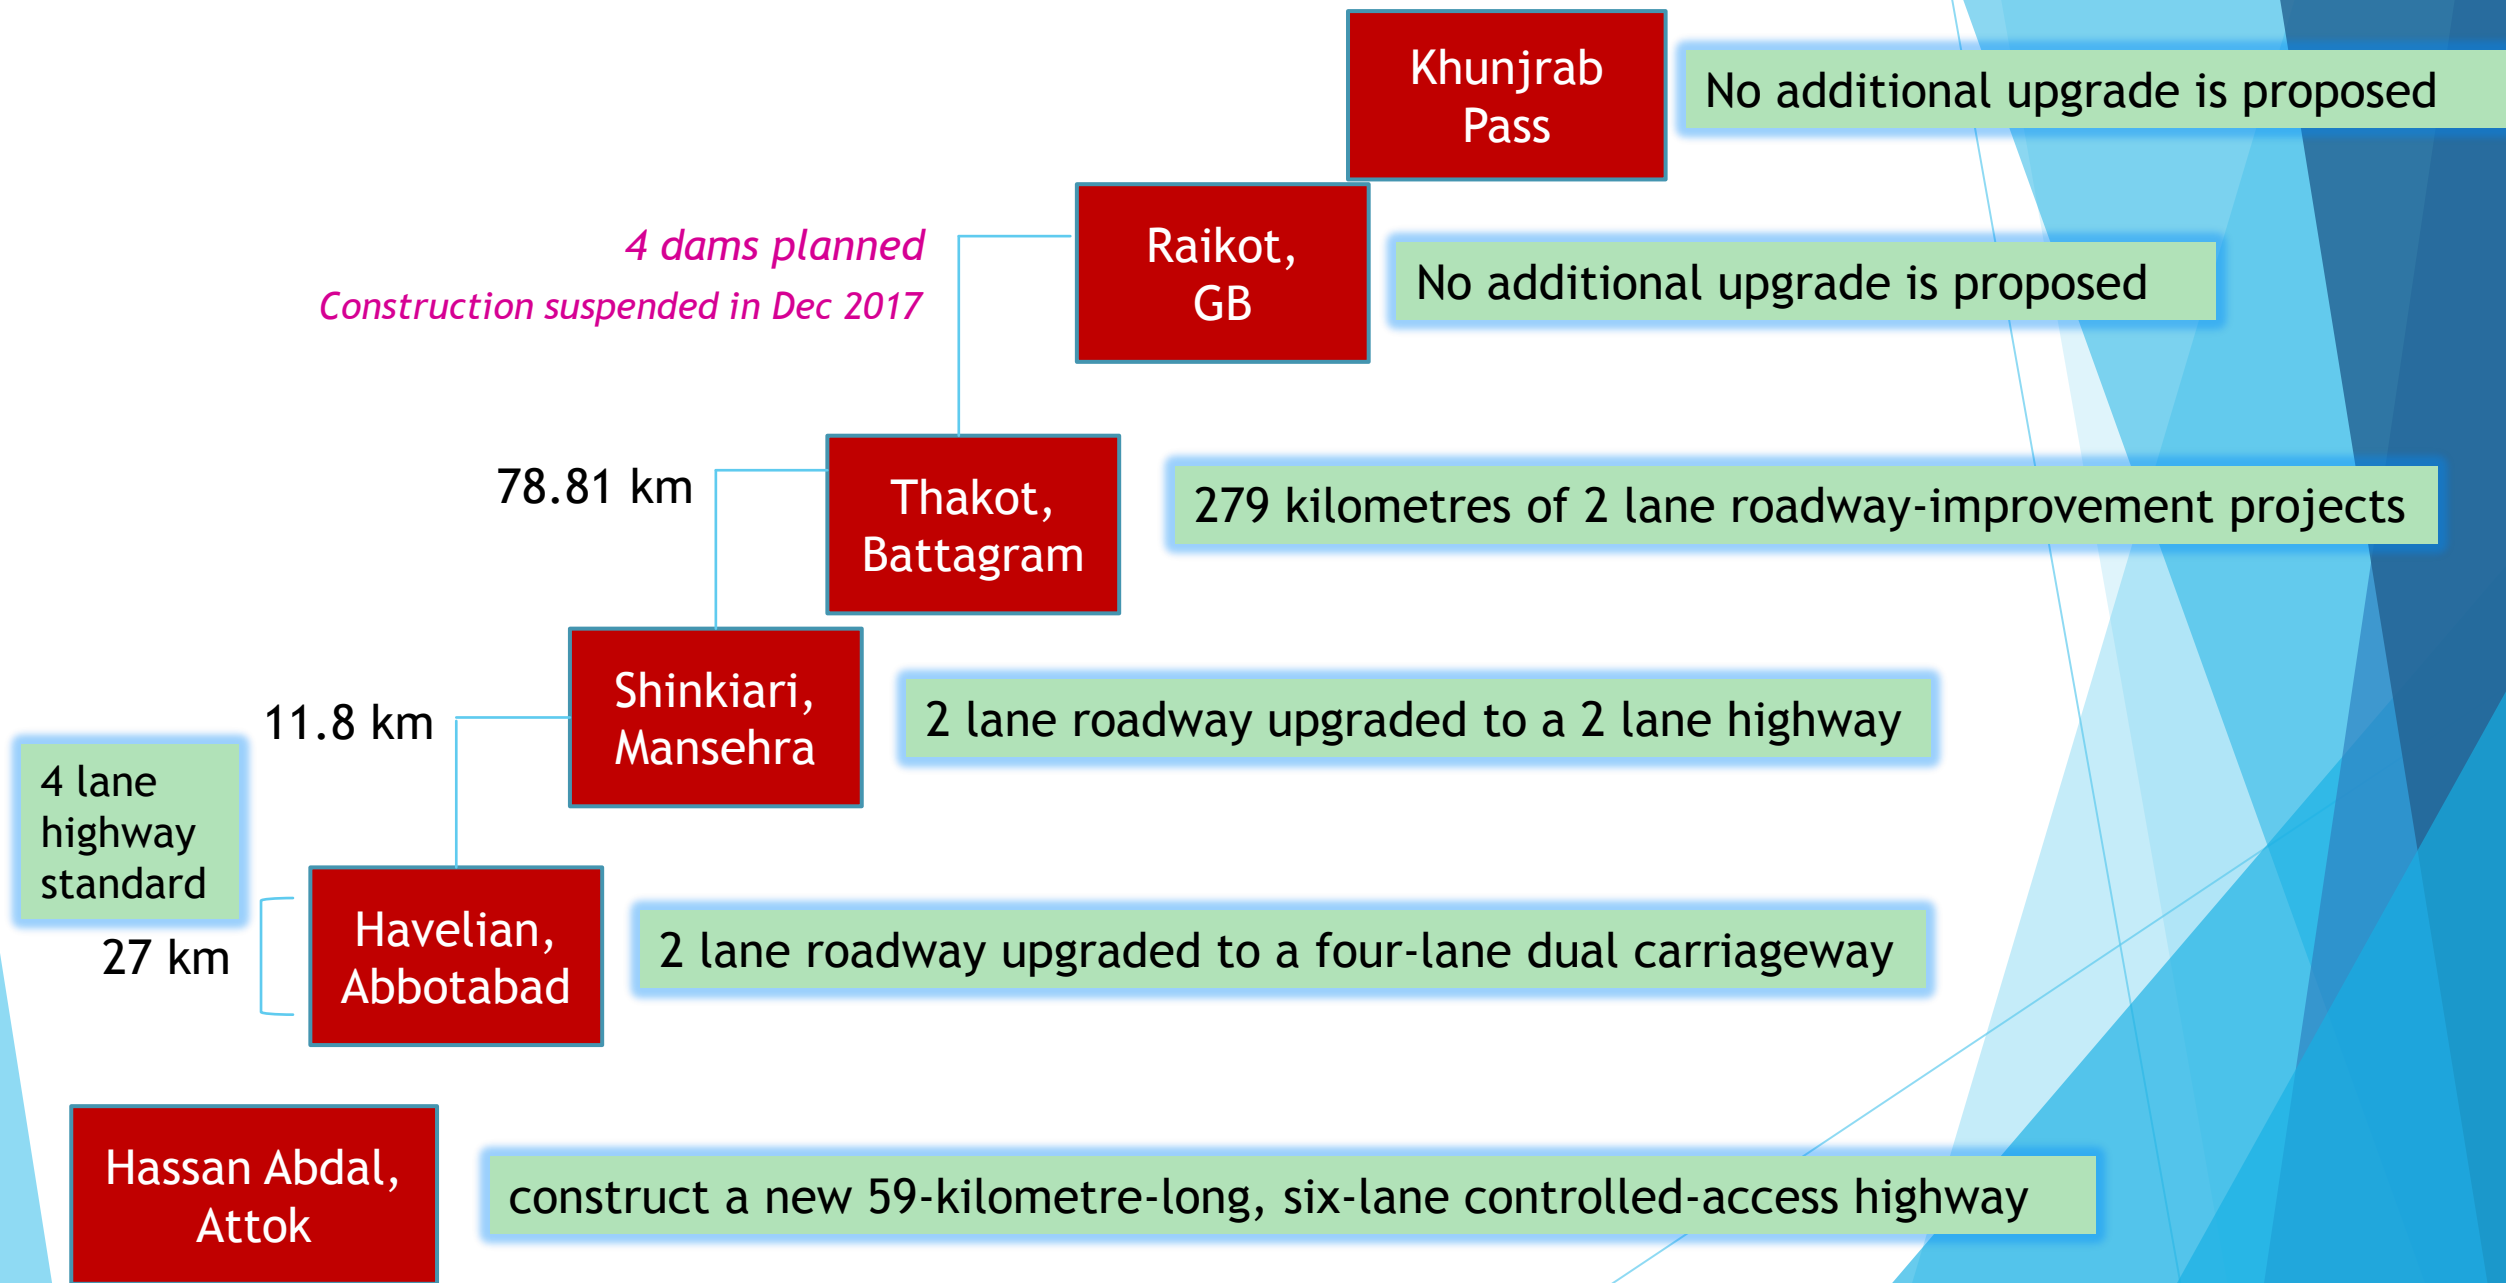 Khunjrab
Pass
No additional upgrade is proposed
4 dams planned
Construction suspended in Dec 2017
Raikot,
GB
No additional upgrade is proposed
78.81 km
Thakot,
Battagram
279 kilometres of 2 lane roadway-improvement projects
11.8 km
Shinkiari,
Mansehra
2 lane roadway upgraded to a 2 lane highway
4 lane
highway
standard
27 km
Havelian,
Abbotabad
2 lane roadway upgraded to a four-lane dual carriageway
Hassan Abdal,
Attok
construct a new 59-kilometre-long, six-lane controlled-access highway